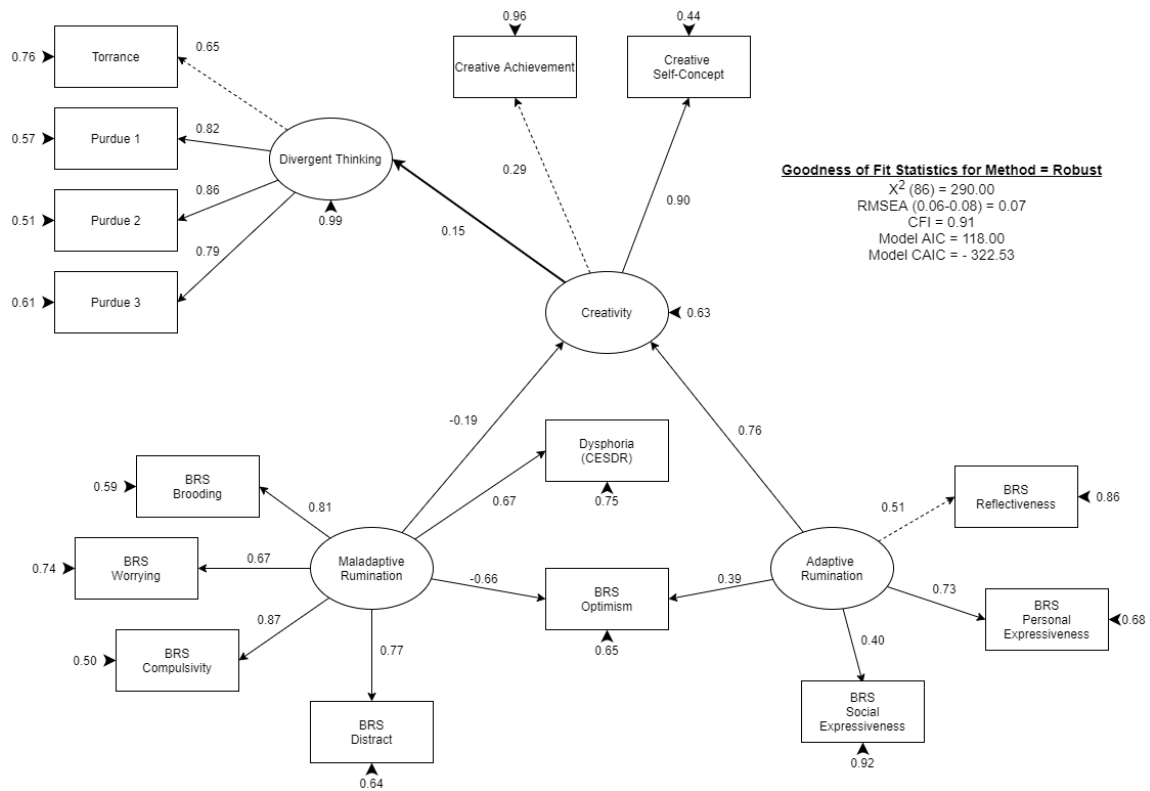 0.96
0.44
0.76
Torrance
0.65
Creative Achievement
Creative
Self-Concept
0.57
Purdue 1
0.82
Divergent Thinking
0.29
Goodness of Fit Statistics for Method = Robust
X² (86) = 290.00
RMSEA (0.06-0.08) = 0.07
CFI = 0.91
Model AIC = 118.00
Model CAIC = - 322.53
0.86
0.90
0.51
Purdue 2
0.99
0.15
0.79
0.61
Purdue 3
Creativity
0.63
-0.19
0.76
Dysphoria
(CESDR)
0.59
BRS
Brooding
0.81
0.67
0.75
0.51
BRS
Reflectiveness
0.86
0.74
BRS
Worrying
0.67
Maladaptive
Rumination
-0.66
BRS
Optimism
0.39
Adaptive
Rumination
0.73
BRS
Personal
Expressiveness
0.68
0.87
0.65
0.40
0.50
BRS
Compulsivity
0.77
BRS
Social
Expressiveness
BRS
Distract
0.92
0.64